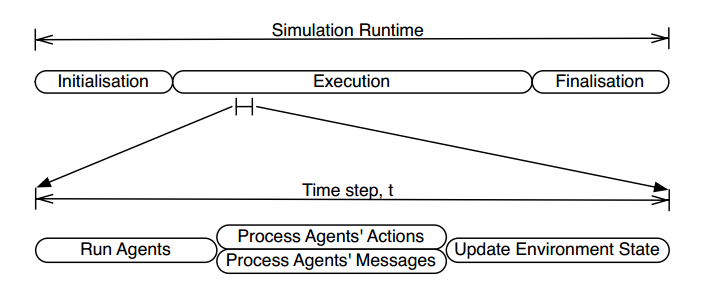 Simulation Runtime
Initialisation
Execution
Finalisation
Time step, t
Run Agents
Process Agents' Actions
Process Agents' Messages
Update Environment State